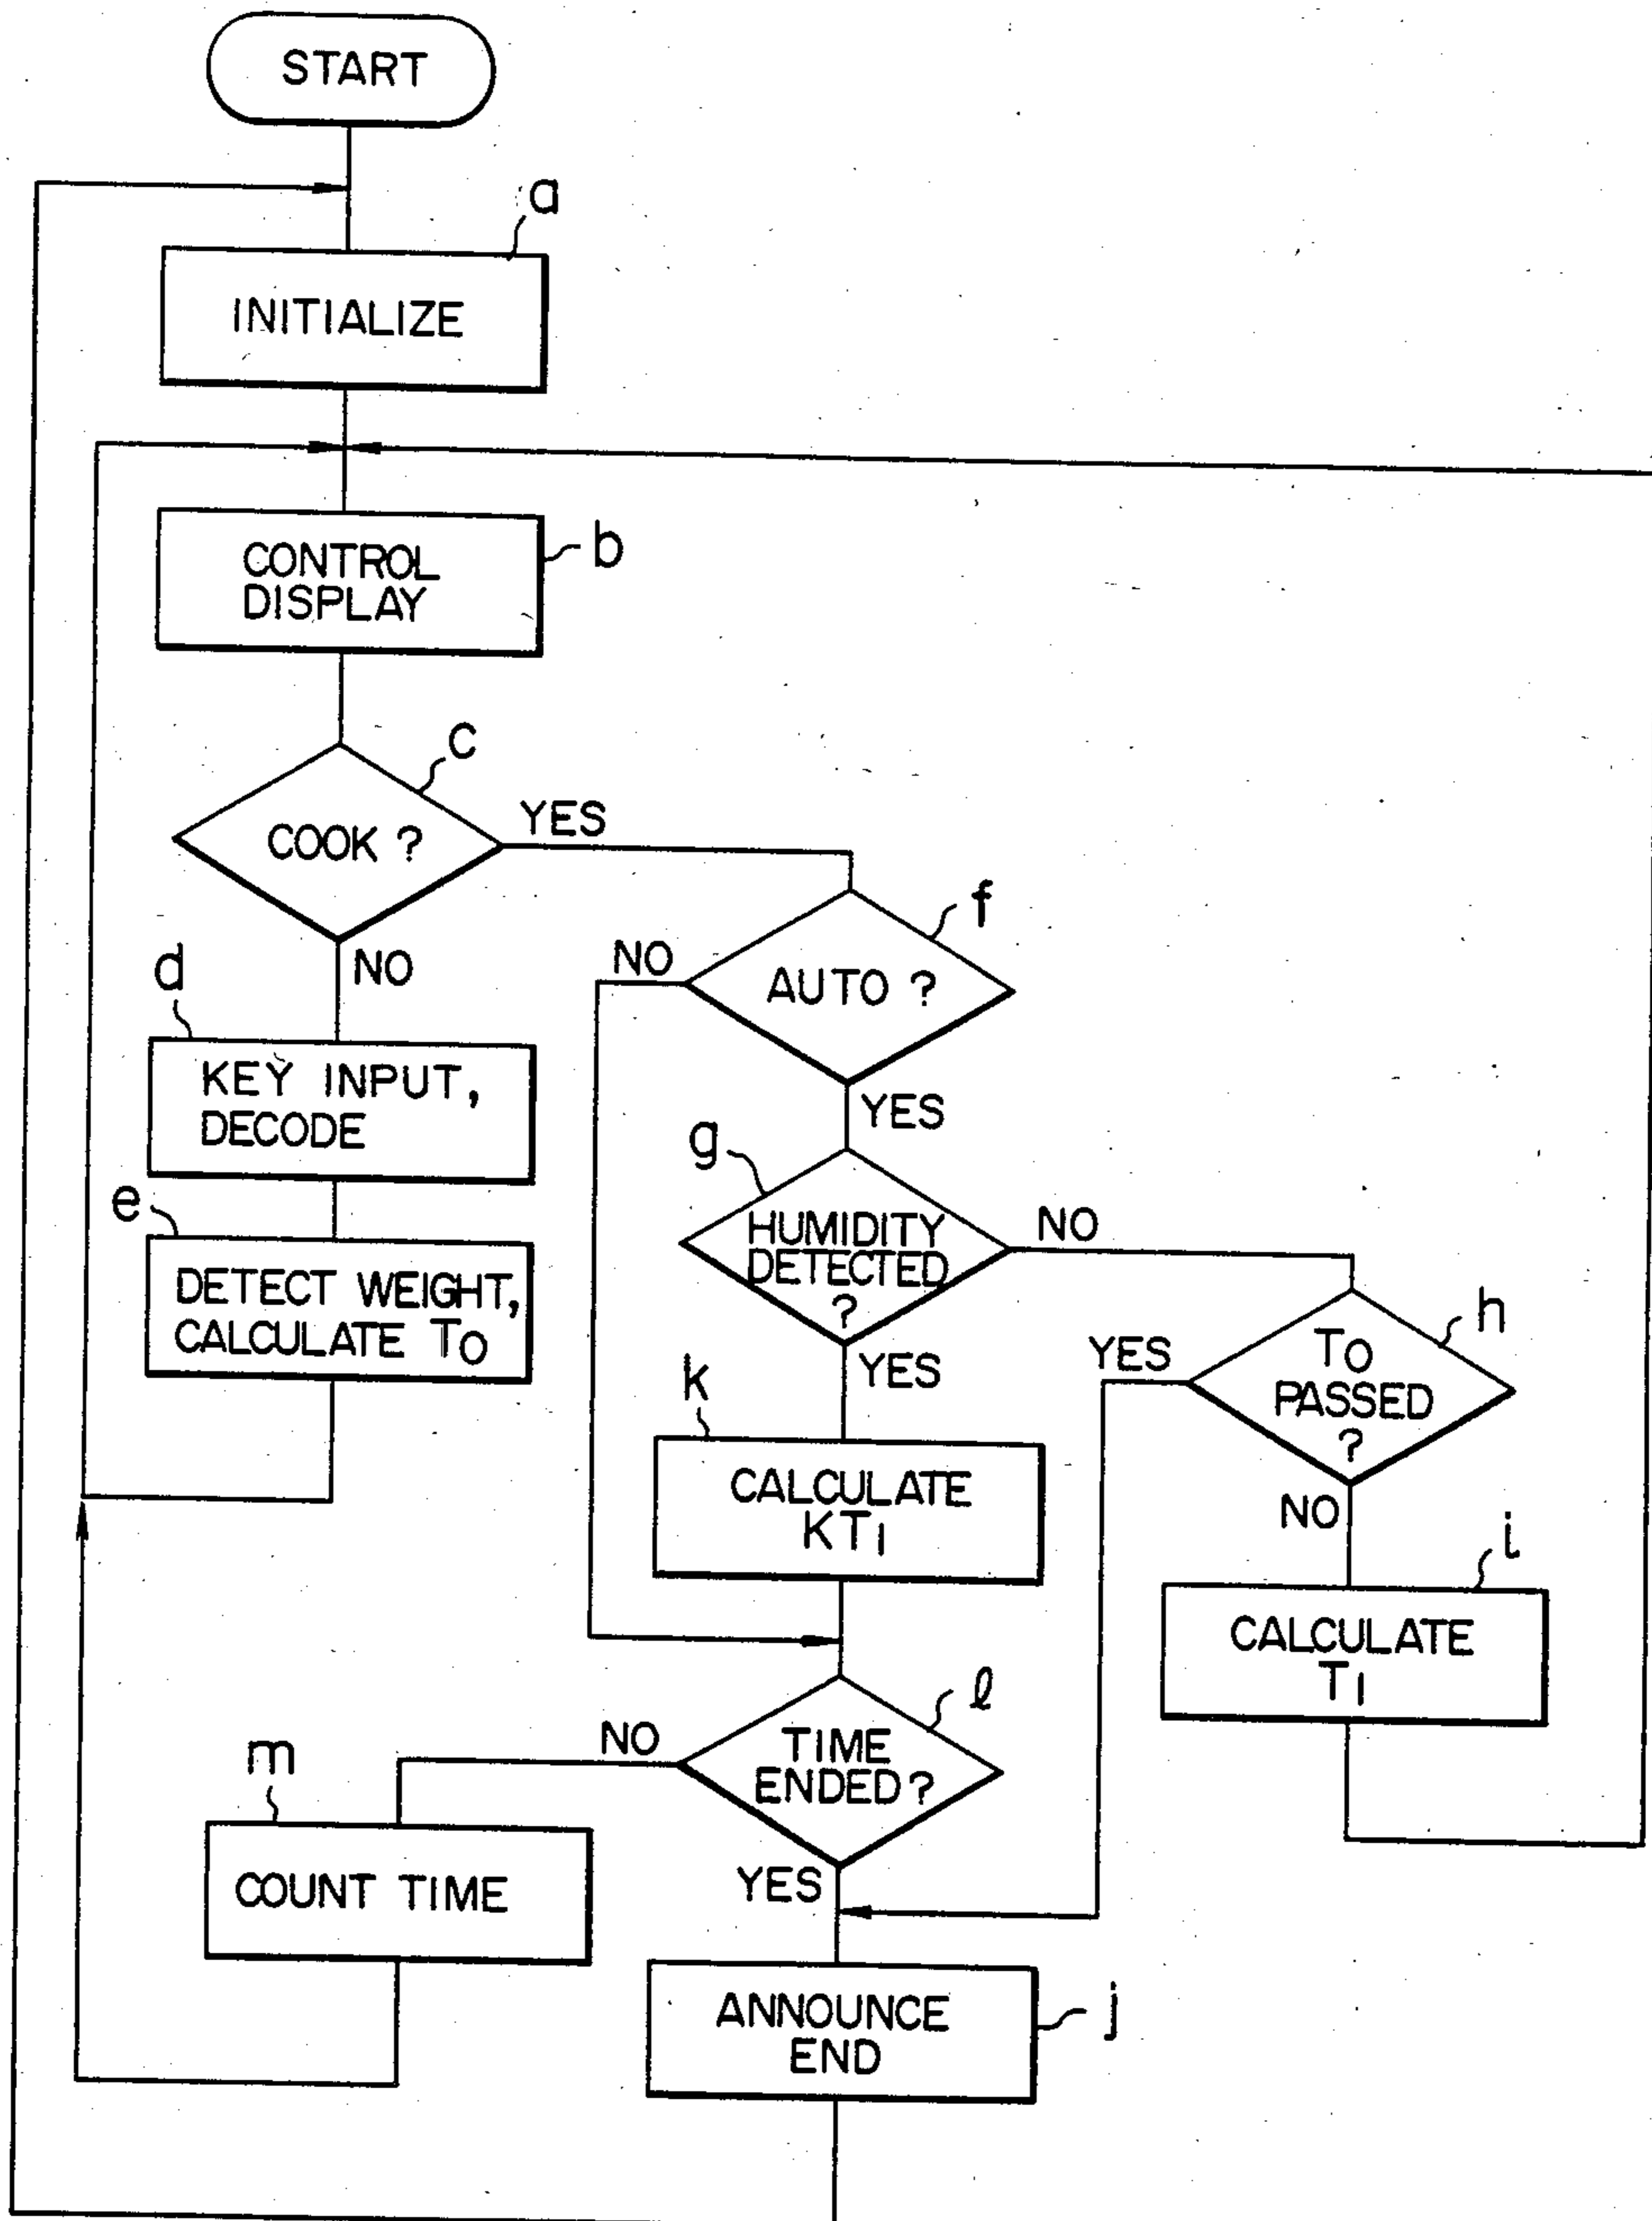 START
a
INITIALIZE
b
CONTROL
DISPLAY
c
COOK ?
YES
NO
f
AUTO ?
NO
YES
d
KEY INPUT,
DECODE
e
DETECT WEIGHT,
CALCULATE To
g
HUMIDITY
DETECTED
?
NO
YES
h
To
PASSED
?
YES
NO
k
CALCULATE
KT1
i
CALCULATE
T1
l
TIME
ENDED ?
NO
YES
m
COUNT TIME
j
ANNOUNCE
END